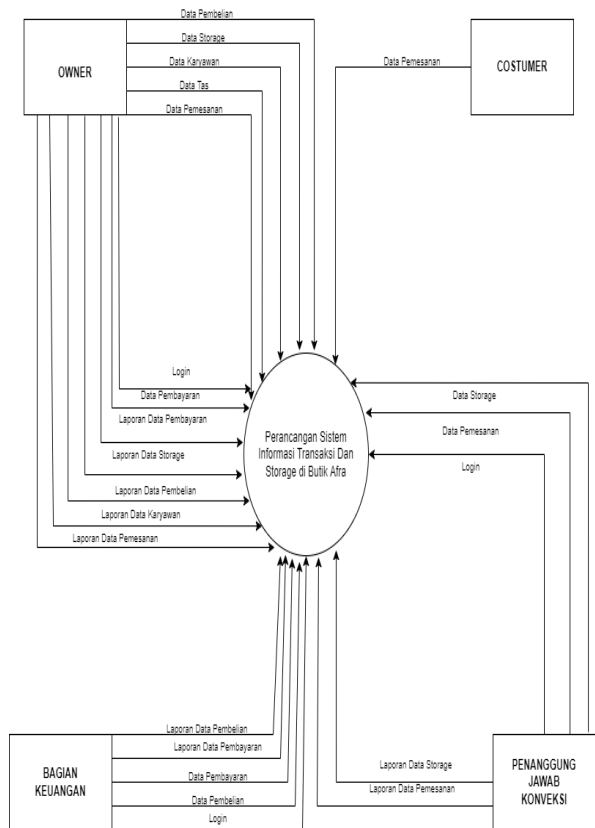 Data Pembelian
Data Storage
Data Karyawan
Data Tas
Data Pemesanan
OWNER
Data Pemesanan
COSTUMER
Login
Data Pembayaran
Laporan Data Pembayaran
Laporan Data Storage
Laporan Data Pembelian
Laporan Data Karyawan
Laporan Data Pemesanan
Perancangan Sistem
Informasi Transaksi Dan
Storage di Butik Afra
Data Storage
Data Pemesanan
Login
BAGIAN
KEUANGAN
Laporan Data Pembelian
Laporan Data Pembayaran
Data Pembayaran
Data Pembelian
Login
Laporan Data Storage
Laporan Data Pemesanan
PENANGGUNG
JAWAB
KONVEKSI